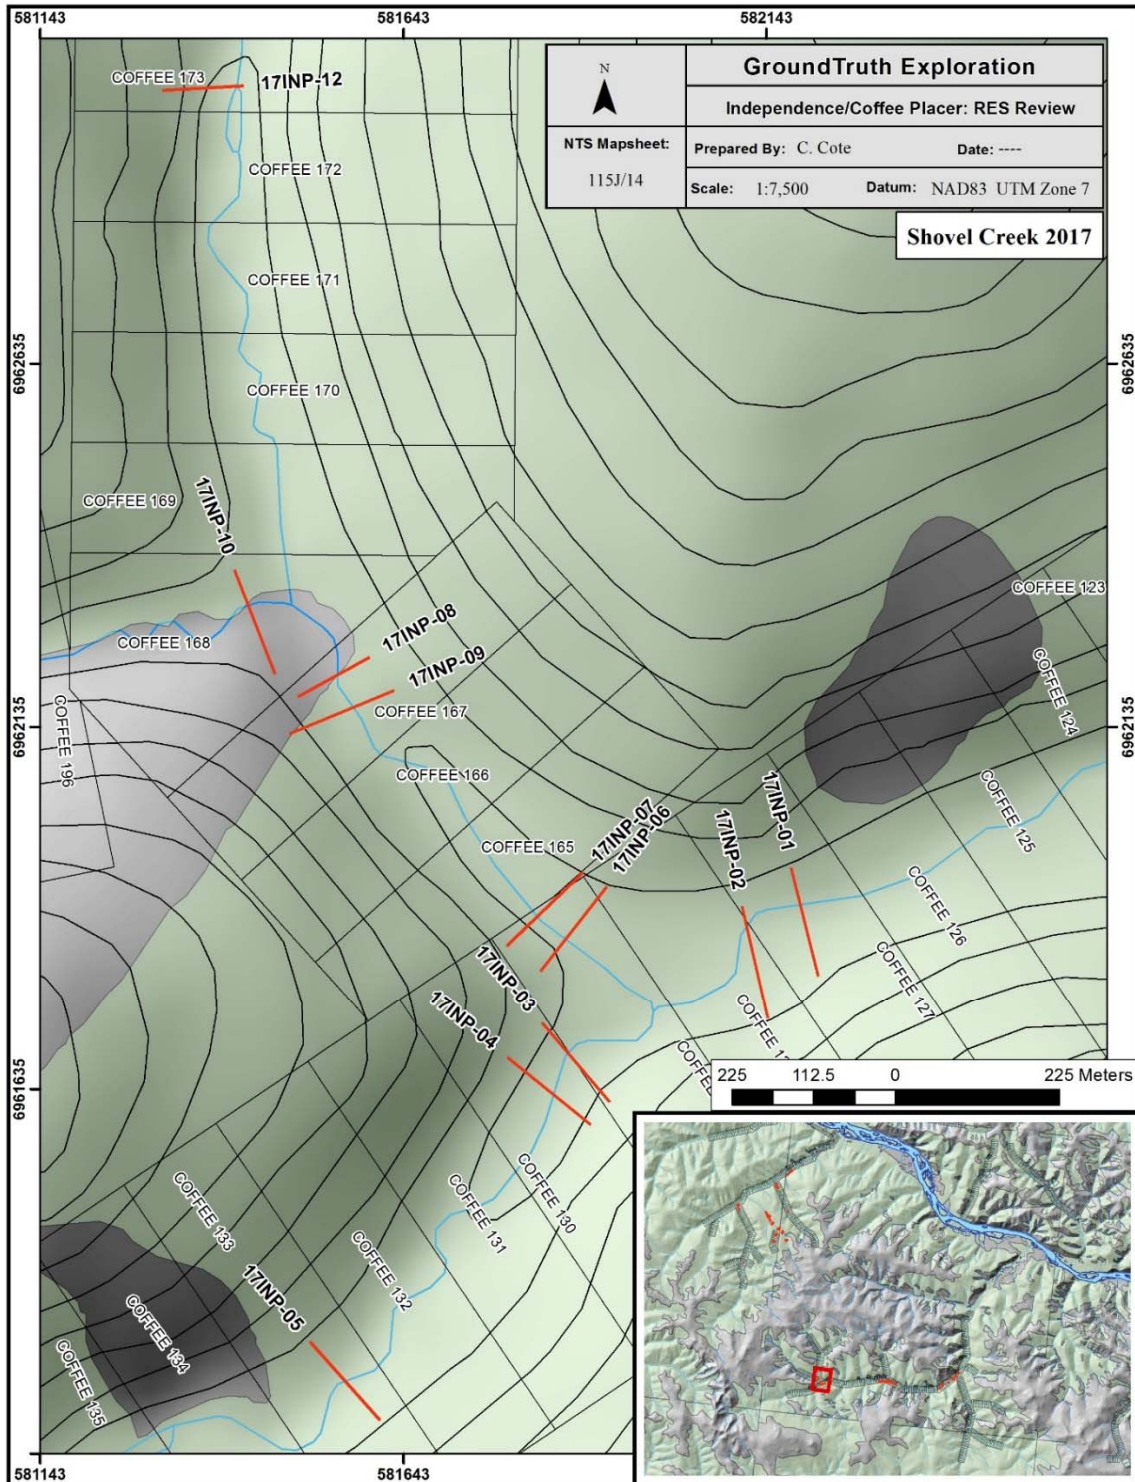 581143
581643
582143
GroundTruth Exploration
Independence/Coffee Placer: RES Review
N
NTS Mapsheet:
115J/14
Prepared By: C. Cote
Date: ----
Scale: 1:7,500
Datum: NAD83 UTM Zone 7
Shovel Creek 2017
COFFEE 173
17INP-12
COFFEE 172
COFFEE 171
6962635
6962635
COFFEE 170
COFFEE 169
17INP-10
COFFEE 168
17INP-08
17INP-09
COFFEE 167
COFFEE 123
COFFEE 124
6962135
6962135
COFFEE 196
COFFEE 166
COFFEE 165
17INP-07
17INP-06
17INP-02
17INP-01
COFFEE 125
COFFEE 126
COFFEE 127
17INP-03
17INP-04
6961635
6961635
225 112.5 0 225 Meters
COFFEE 130
COFFEE 131
COFFEE 132
COFFEE 133
17INP-05
COFFEE 134
COFFEE 135
581143
581643